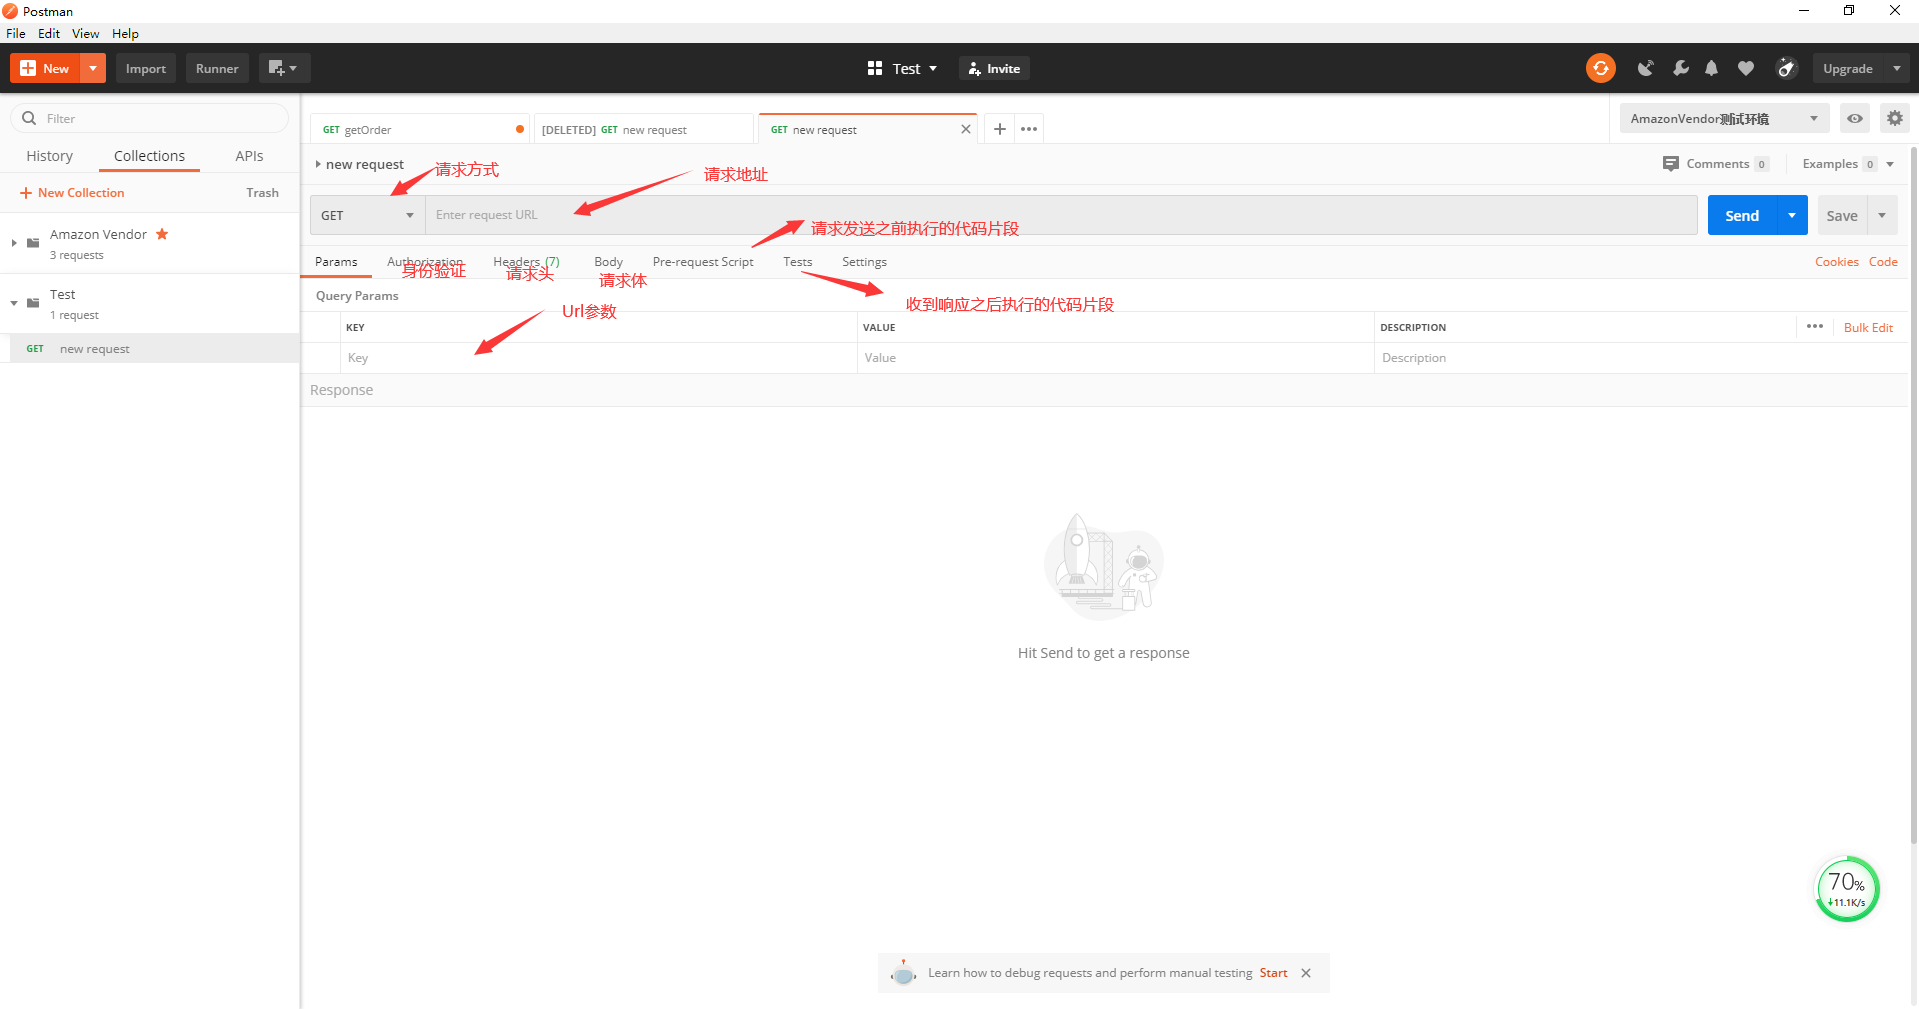 Postman
File Edit View Help
New Import Runner Test Invite Upgrade
Filter
History Collections APIs
New Collection Trash
Amazon Vendor
3 requests
Test
1 request
GET new request
GET getOrder [DELETED] GET new request GET new request
AmazonVendor测试环境
new request
Comments 0 Examples 0
请求方式
请求地址
GET Enter request URL Send Save
请求发送之前执行的代码片段
Params Authorization Headers (7) Body Pre-request Script Tests Settings Cookies Code
身份验证 请求头 请求体
Query Params
收到响应之后执行的代码片段
Url参数
KEY VALUE DESCRIPTION Bulk Edit
Key Value Description
Response
Hit Send to get a response
70%
11.1K/s
Learn how to debug requests and perform manual testing Start